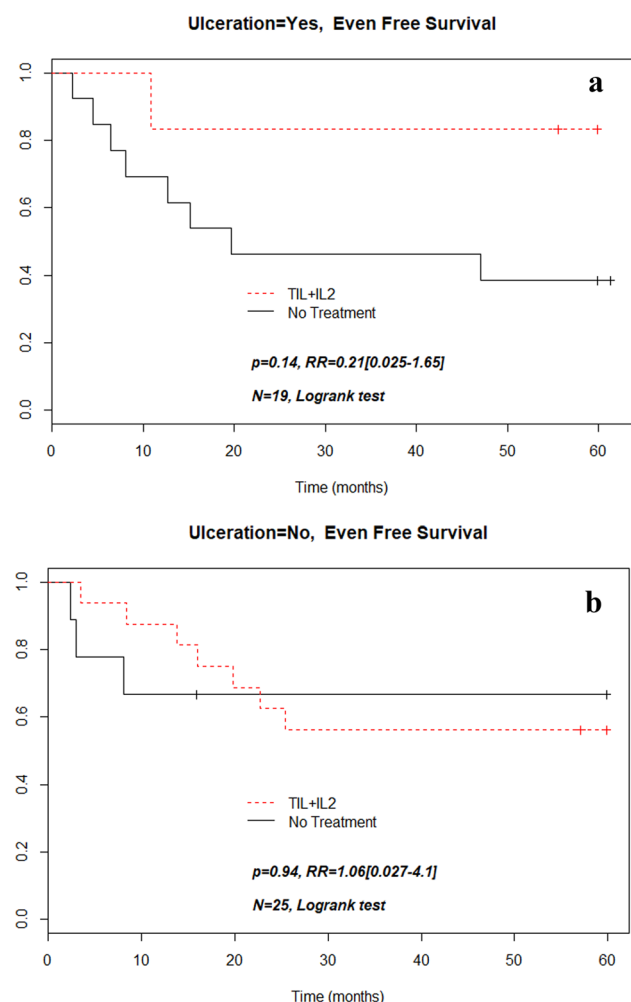 Ulceration=Yes, Even Free Survival
a
1.0
0.8
0.6
0.4
0.2
0.0
TIL+IL2
No Treatment
p=0.14, RR=0.21[0.025-1.65]
N=19, Logrank test
0 10 20 30 40 50 60
Time (months)
Ulceration=No, Even Free Survival
b
1.0
0.8
0.6
0.4
0.2
0.0
TIL+IL2
No Treatment
p=0.94, RR=1.06[0.027-4.1]
N=25, Logrank test
0 10 20 30 40 50 60
Time (months)